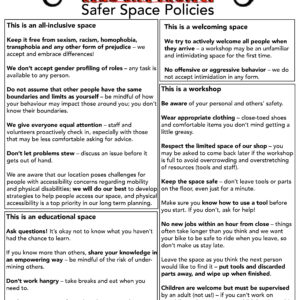 Safer Space Policies
This is an all-inclusive space
Keep it free from sexism, racism, homophobia,
transphobia and any other form of prejudice – we
accept and embrace differences!
We don't accept gender profiling of roles – any task is
available to any person.
Do not assume that other people have the same
boundaries and limits as yourself – be mindful of how
your behaviour may impact those around you; you don't
know their boundaries.
We give everyone equal attention – staff and
volunteers proactively check in, especially with those
that may be less comfortable asking for advice.
Don't let problems stew – discuss an issue before it
gets out of hand.
We are aware that our location poses challenges for
people with accessibility concerns regarding mobility
and physical disabilities; we will do our best to develop
strategies to help people access our space, and physical
accessibility is a top priority in our long term planning.
This is an educational space
Ask questions! It's okay to not know what you haven't
had the chance to learn.
If you know more than others, share your knowledge in
an empowering way – be mindful of the risk of under-
mining others.
Don't work hangry – take breaks and eat when you
need to.
This is a welcoming space
We try to actively welcome all people when
they arrive – a workshop may be an unfamiliar
and intimidating space for the first time.
No offensive or aggressive behavior – we do
not accept intimidation in any form.
This is a workshop
Be aware of your personal and others' safety.
Wear appropriate clothing – close-toed shoes
and comfortable items you don't mind getting a
little greasy.
Respect the limited space of our shop – you
may be asked to come back later if the workshop
is full to avoid overcrowding and overstretching
of resources (tools and staff).
Keep the space safe – don't leave tools or parts
on the floor, even just for a minute.
Make sure you know how to use a tool before
you start. If you don't, ask for help!
No new jobs within an hour from close – things
often take longer than you think and we want
your bike to be safe to ride when you leave, so
don't make us stay late.
Leave the space as you think the next person
would like to find it – put tools and discarded
parts away, and wipe up when finished.
Children are welcome but must be supervised
by an adult (not us!) – if you can't